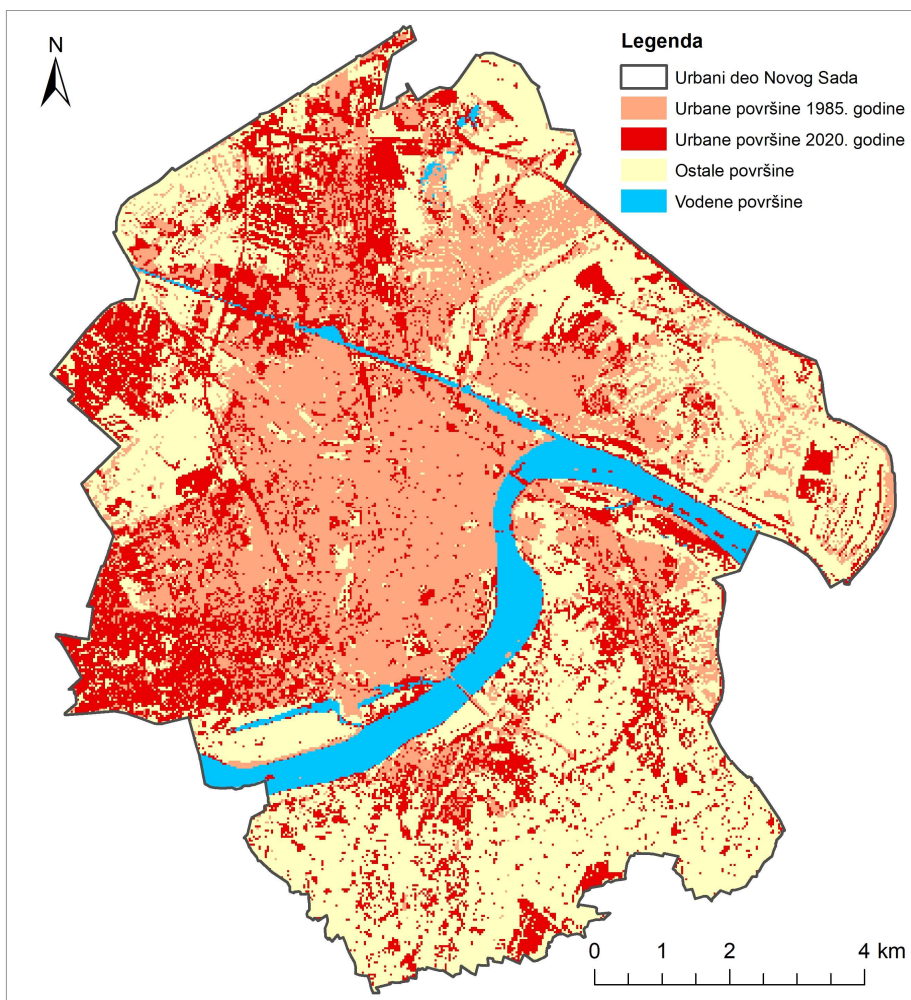 N
Legenda
Urbani deo Novog Sada
Urbane površine 1985. godine
Urbane površine 2020. godine
Ostale površine
Vodene površine
0 1 2 4 km